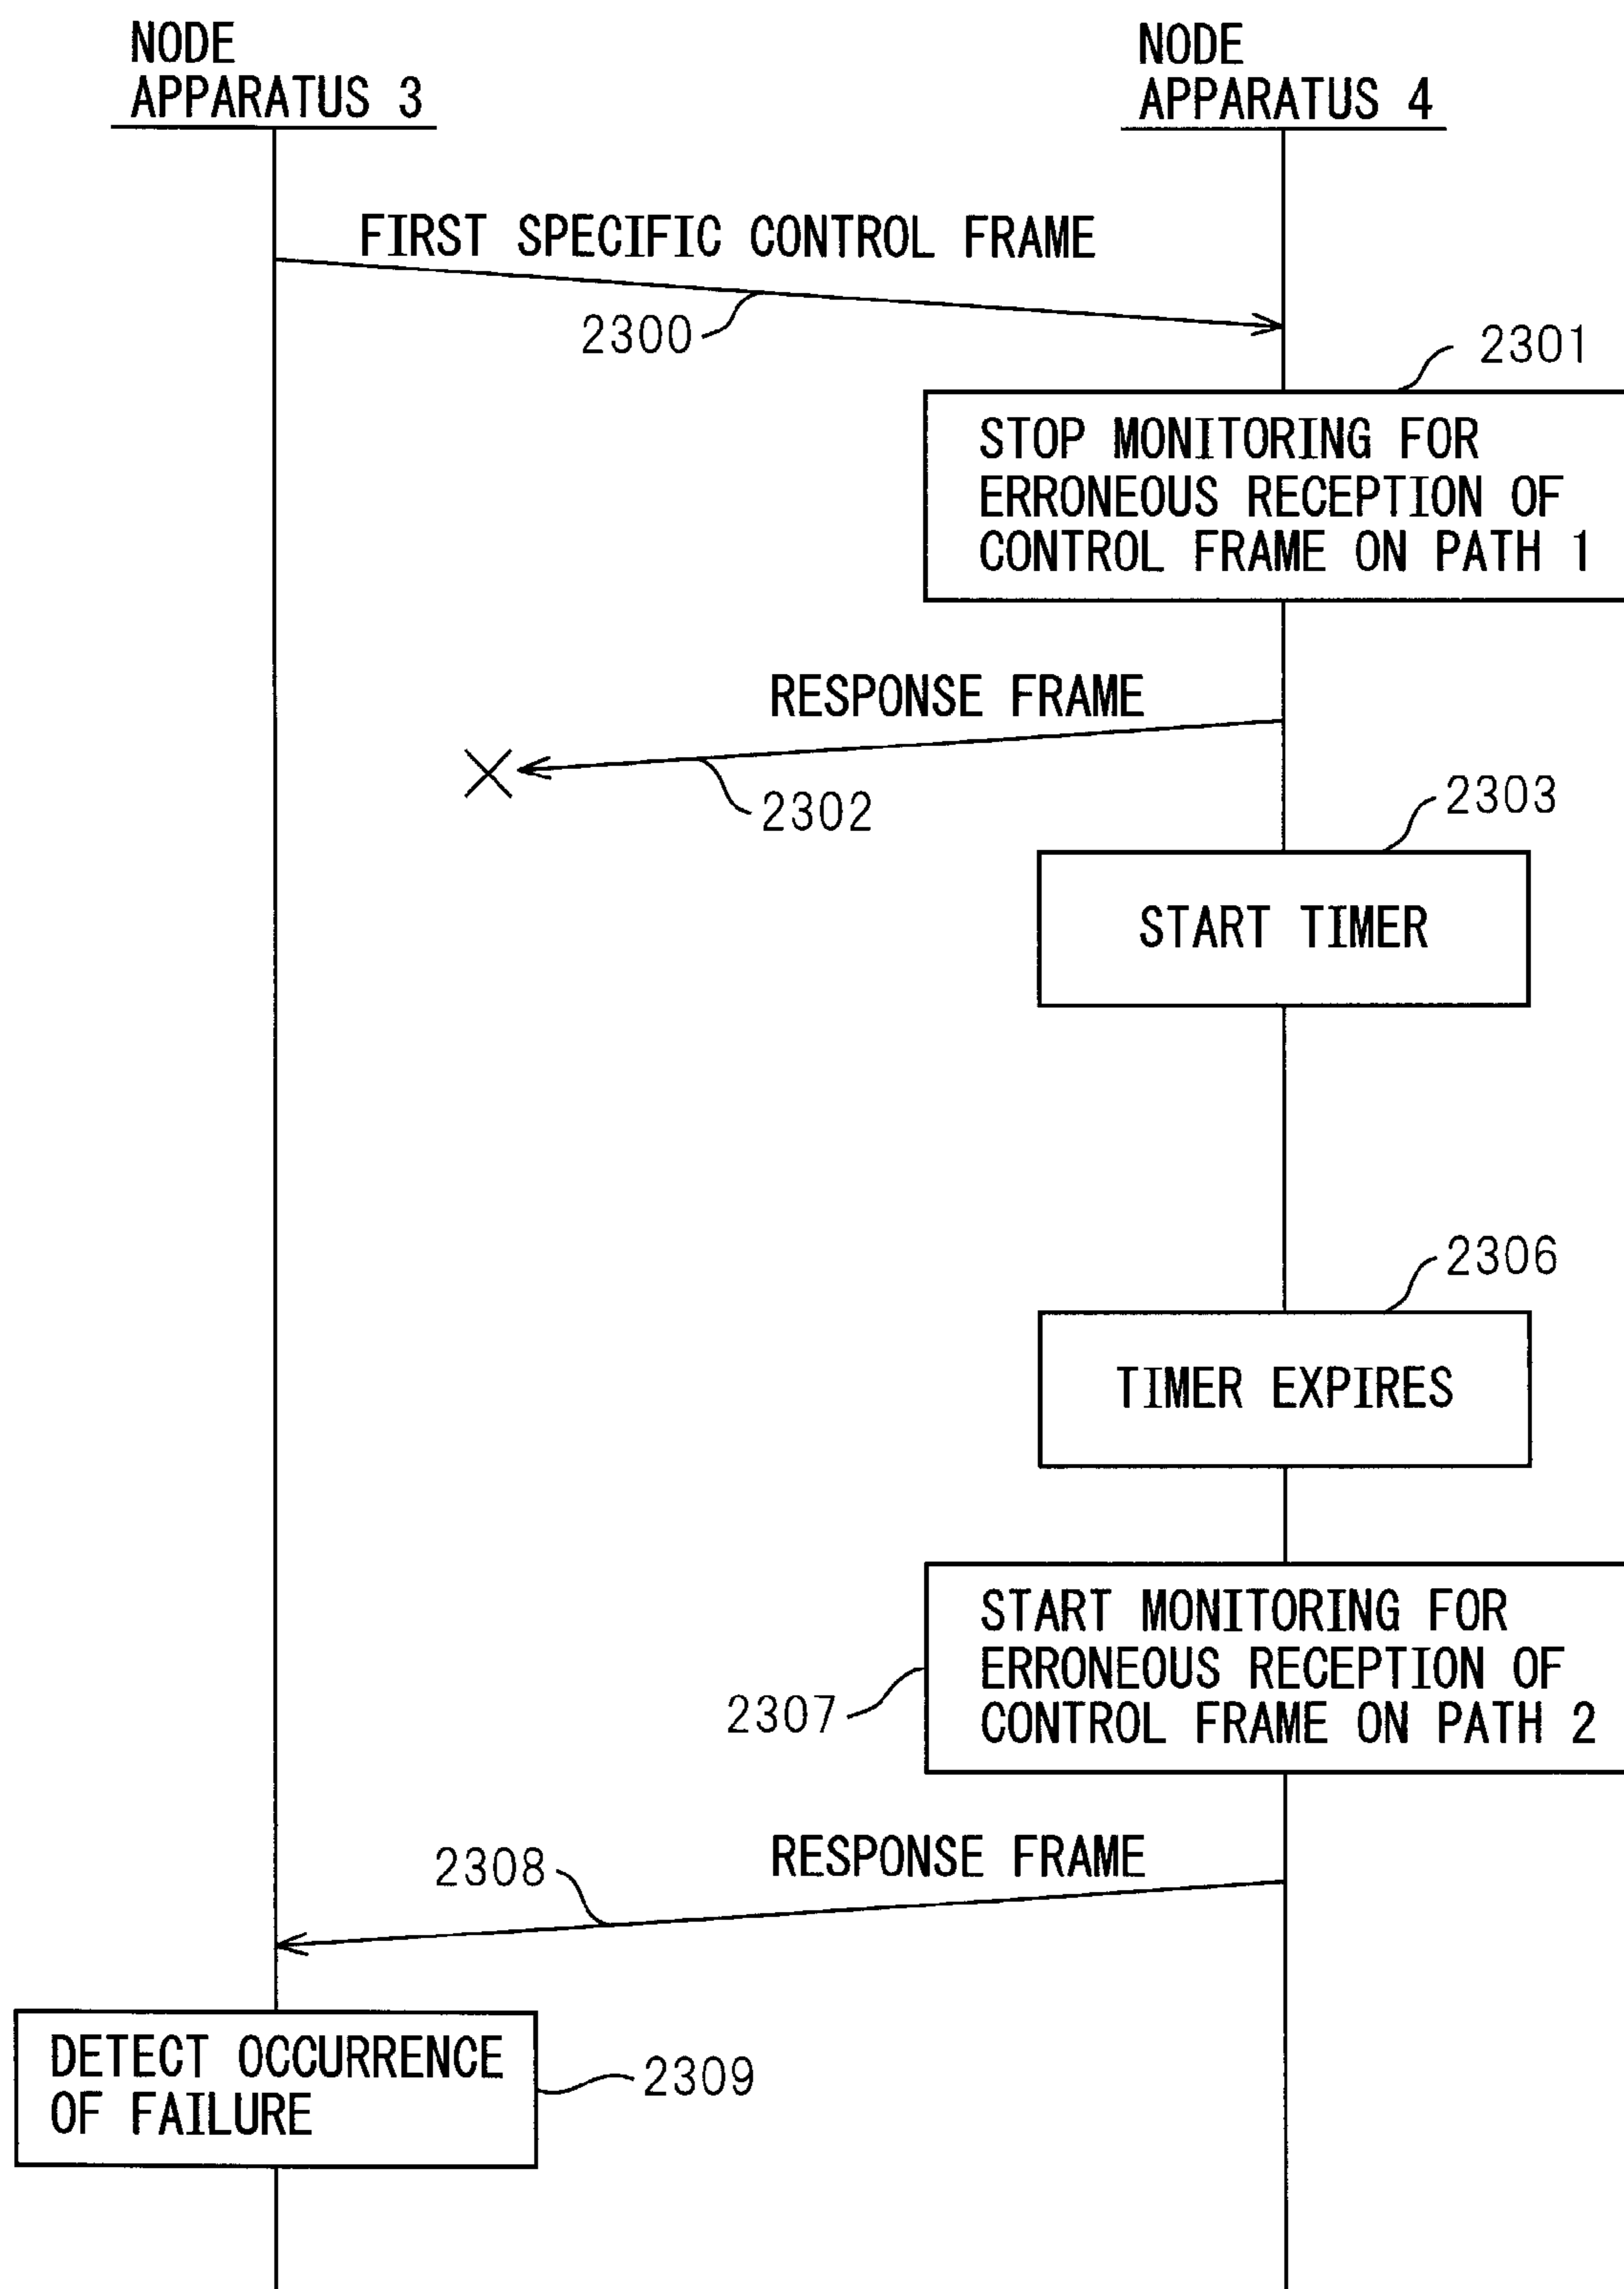 NODE
APPARATUS 3
NODE
APPARATUS 4
FIRST SPECIFIC CONTROL FRAME
2300
2301
STOP MONITORING FOR
ERRONEOUS RECEPTION OF
CONTROL FRAME ON PATH 1
RESPONSE FRAME
2302
2303
START TIMER
2306
TIMER EXPIRES
START MONITORING FOR
ERRONEOUS RECEPTION OF
CONTROL FRAME ON PATH 2
2307
RESPONSE FRAME
2308
DETECT OCCURRENCE
OF FAILURE
2309